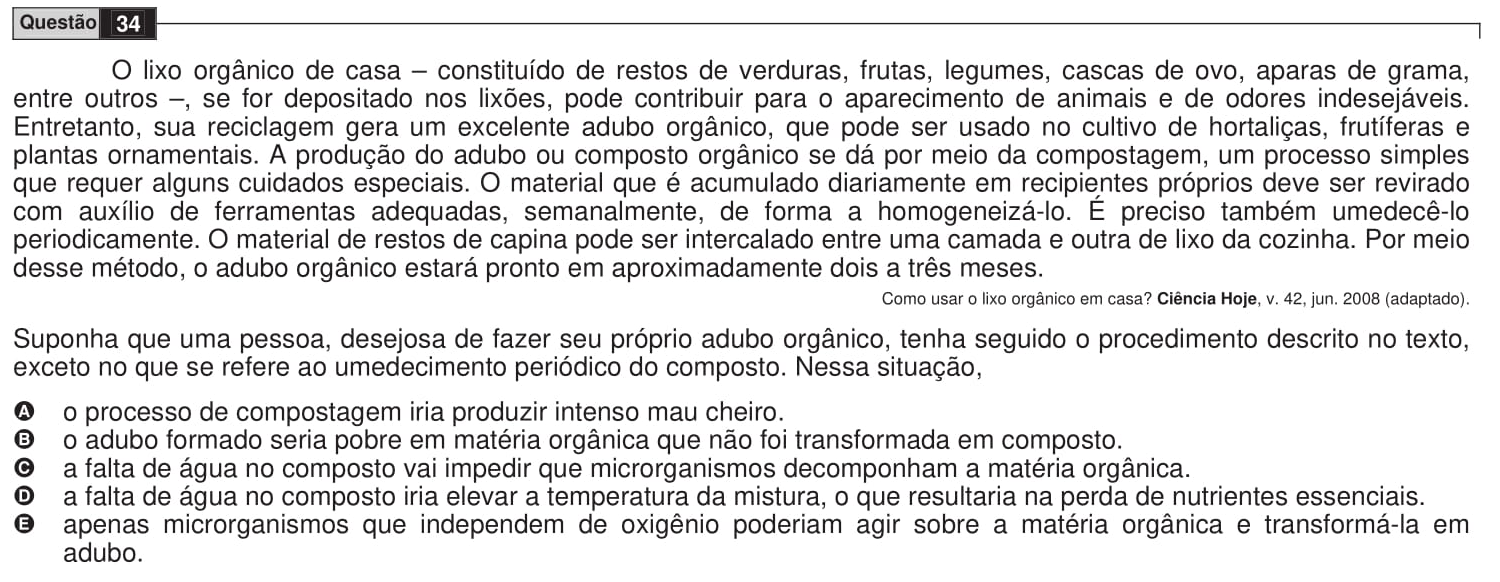 Questão 34
O lixo orgânico de casa – constituído de restos de verduras, frutas, legumes, cascas de ovo, aparas de grama,
entre outros –, se for depositado nos lixões, pode contribuir para o aparecimento de animais e de odores indesejáveis.
Entretanto, sua reciclagem gera um excelente adubo orgânico, que pode ser usado no cultivo de hortaliças, frutíferas e
plantas ornamentais. A produção do adubo ou composto orgânico se dá por meio da compostagem, um processo simples
que requer alguns cuidados especiais. O material que é acumulado diariamente em recipientes próprios deve ser revirado
com auxílio de ferramentas adequadas, semanalmente, de forma a homogeneizá-lo. É preciso também umedecê-lo
periodicamente. O material de restos de capina pode ser intercalado entre uma camada e outra de lixo da cozinha. Por meio
desse método, o adubo orgânico estará pronto em aproximadamente dois a três meses.
Como usar o lixo orgânico em casa? Ciência Hoje, v. 42, jun. 2008 (adaptado).
Suponha que uma pessoa, desejosa de fazer seu próprio adubo orgânico, tenha seguido o procedimento descrito no texto,
exceto no que se refere ao umedecimento periódico do composto. Nessa situação,
A o processo de compostagem iria produzir intenso mau cheiro.
B o adubo formado seria pobre em matéria orgânica que não foi transformada em composto.
C a falta de água no composto vai impedir que microrganismos decomponham a matéria orgânica.
D a falta de água no composto iria elevar a temperatura da mistura, o que resultaria na perda de nutrientes essenciais.
E apenas microrganismos que independem de oxigênio poderiam agir sobre a matéria orgânica e transformá-la em
adubo.